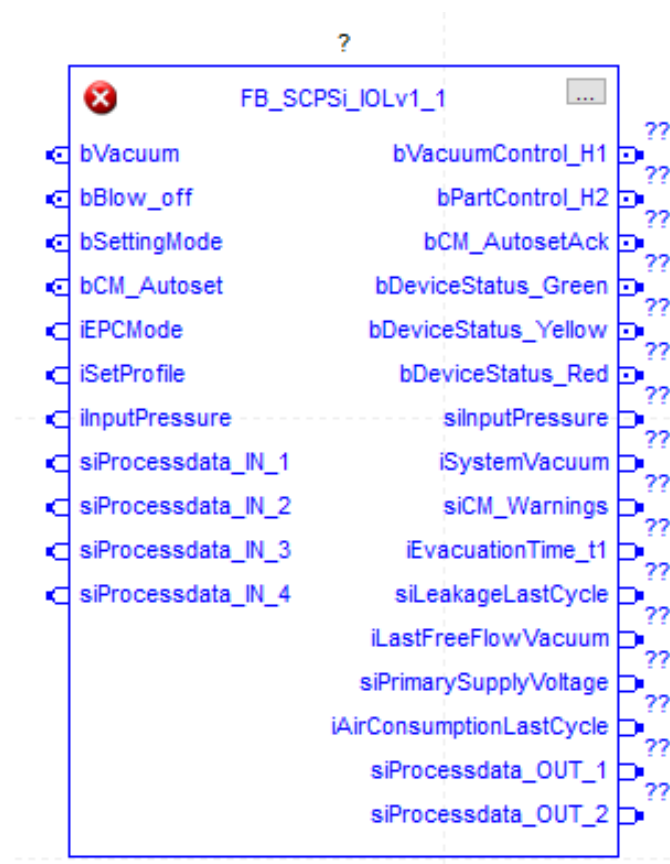 ?
FB_SCPSi_IOLv1_1 ...
??
bVacuum bVacuumControl_H1
??
bBlow_off bPartControl_H2
??
bSettingMode bCM_AutosetAck
??
bCM_Autoset bDeviceStatus_Green
??
iEPCMode bDeviceStatus_Yellow
??
iSetProfile bDeviceStatus_Red
??
iInputPressure siInputPressure
??
siProcessdata_IN_1 iSystemVacuum
??
siProcessdata_IN_2 siCM_Warnings
??
siProcessdata_IN_3 iEvacuationTime_t1
??
siProcessdata_IN_4 siLeakageLastCycle
??
iLastFreeFlowVacuum
??
siPrimarySupplyVoltage
??
iAirConsumptionLastCycle
??
siProcessdata_OUT_1
??
siProcessdata_OUT_2